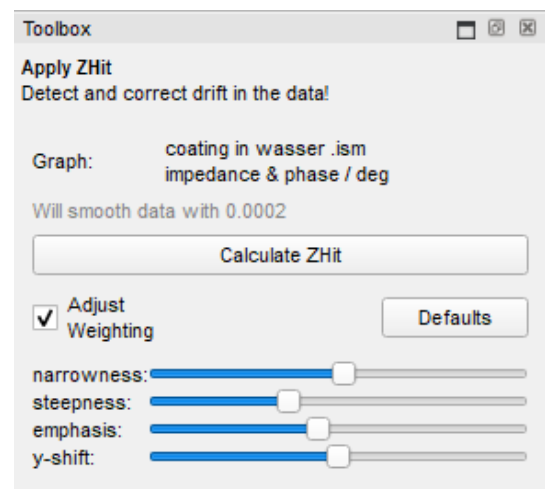 Toolbox
Apply ZHit
Detect and correct drift in the data!
Graph:
coating in wasser .ism
impedance & phase / deg
Will smooth data with 0.0002
Calculate ZHit
Adjust
Weighting
Defaults
narrowness:
steepness:
emphasis:
y-shift: